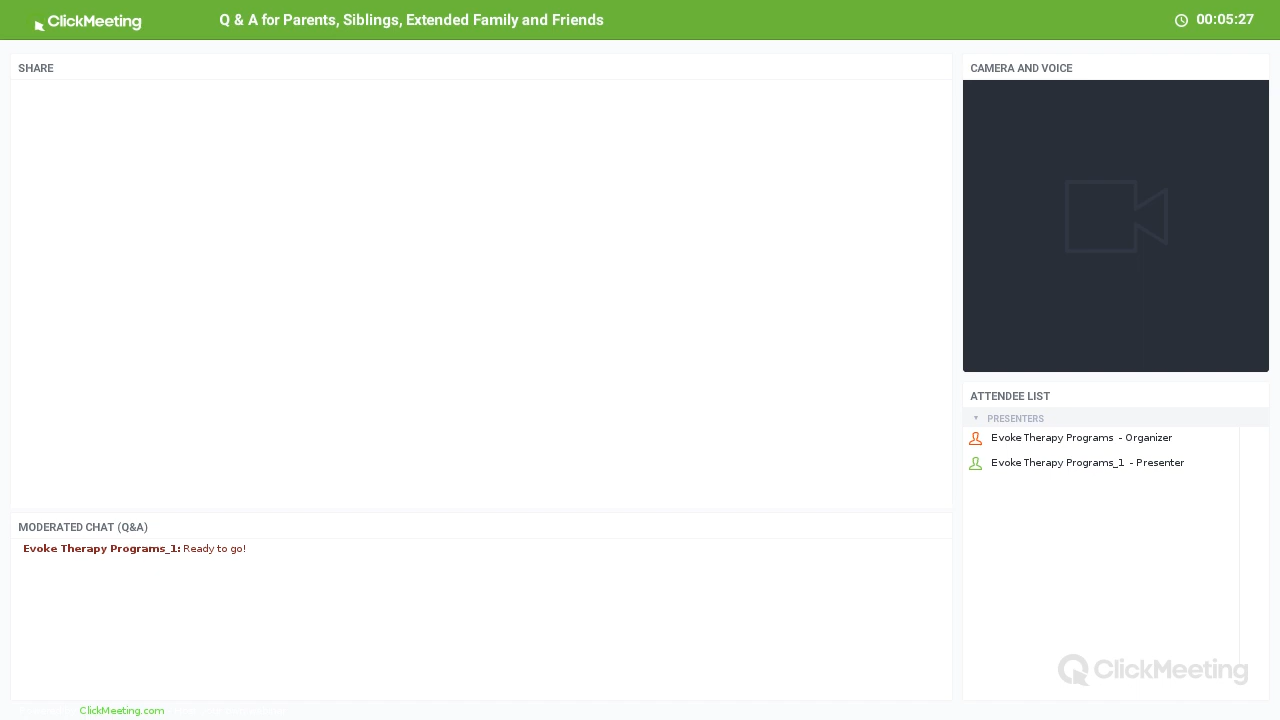 ClickMeeting
Q & A for Parents, Siblings, Extended Family and Friends
00:05:27
SHARE
CAMERA AND VOICE
ATTENDEE LIST
PRESENTERS
Evoke Therapy Programs - Organizer
Evoke Therapy Programs_1 - Presenter
MODERATED CHAT (Q&A)
Evoke Therapy Programs_1: Ready to go!
ClickMeeting
ClickMeeting.com